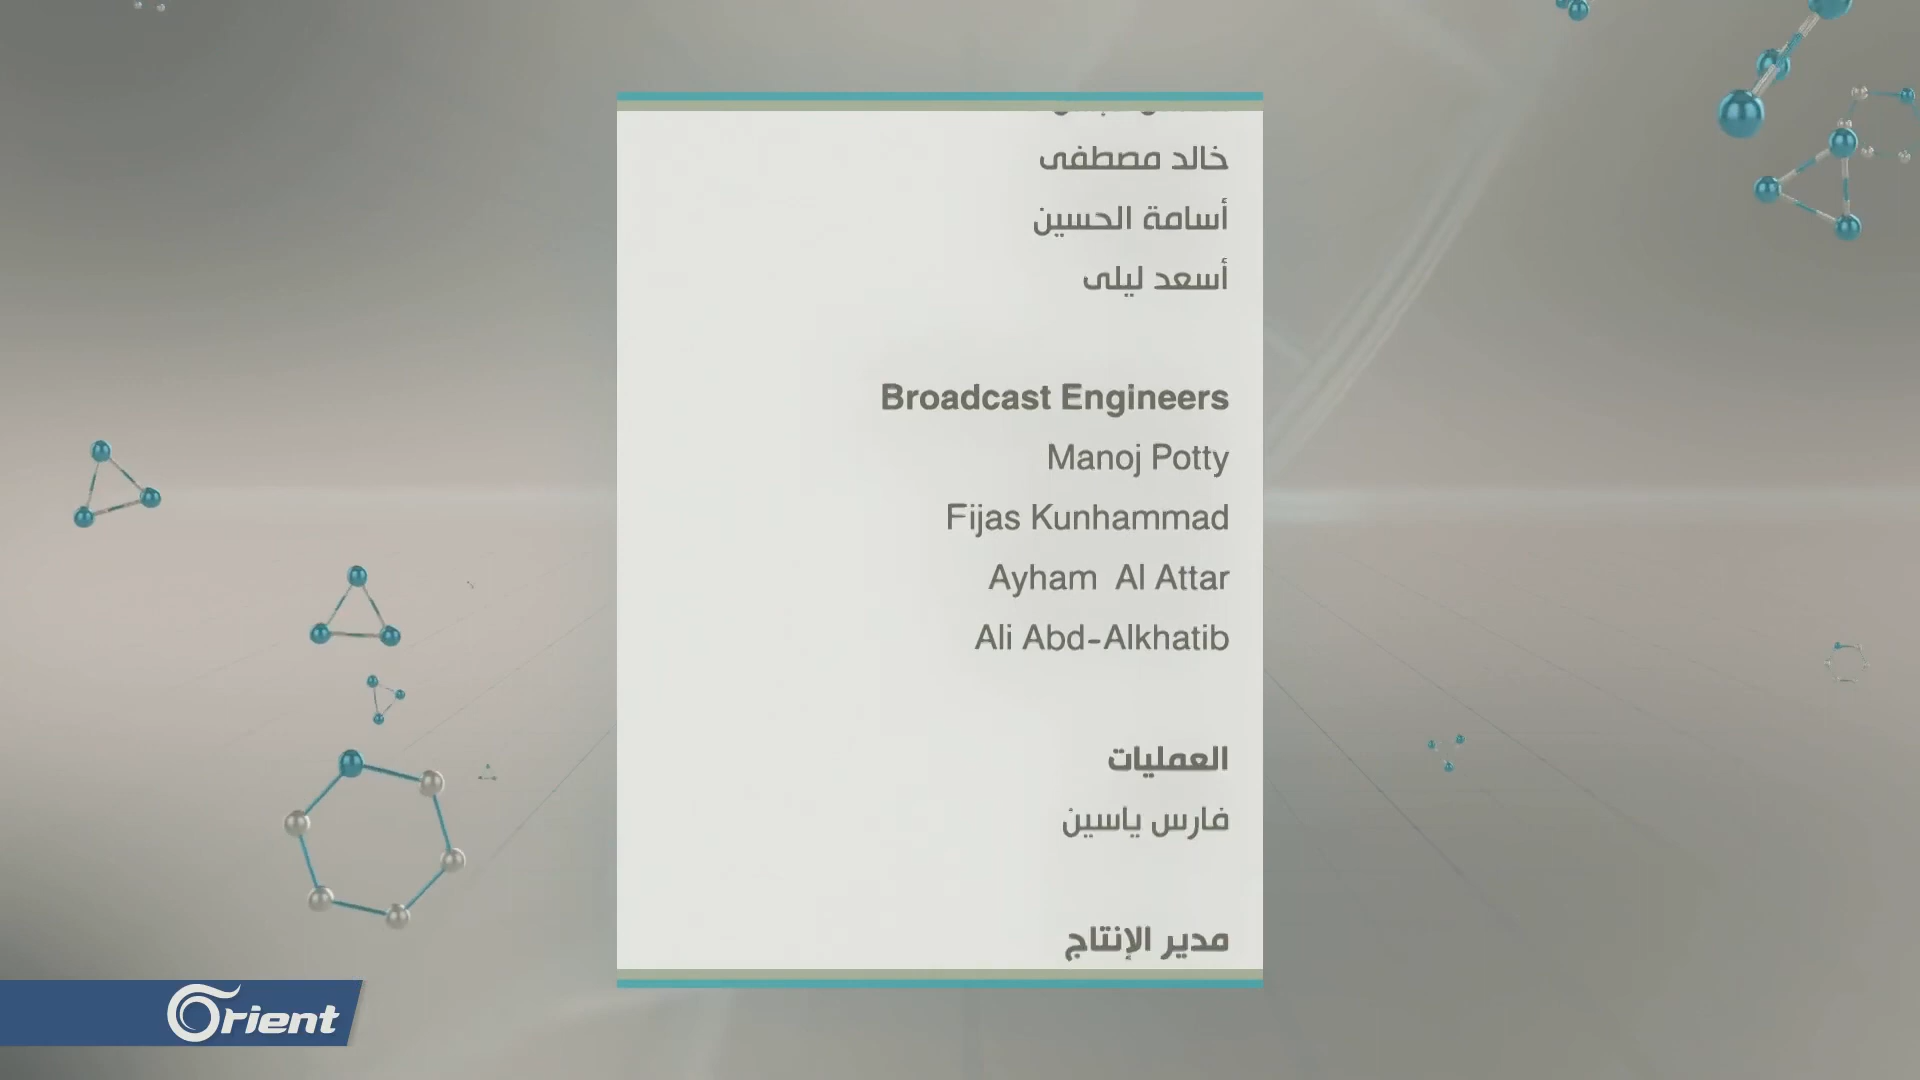 خالد مصطفى
أسامة الحسين
أسعد ليلى
Broadcast Engineers
Manoj Potty
Fijas Kunhammad
Ayham Al Attar
Ali Abd-Alkhatib
العمليات
فارس ياسين
مدير الإنتاج
Orient